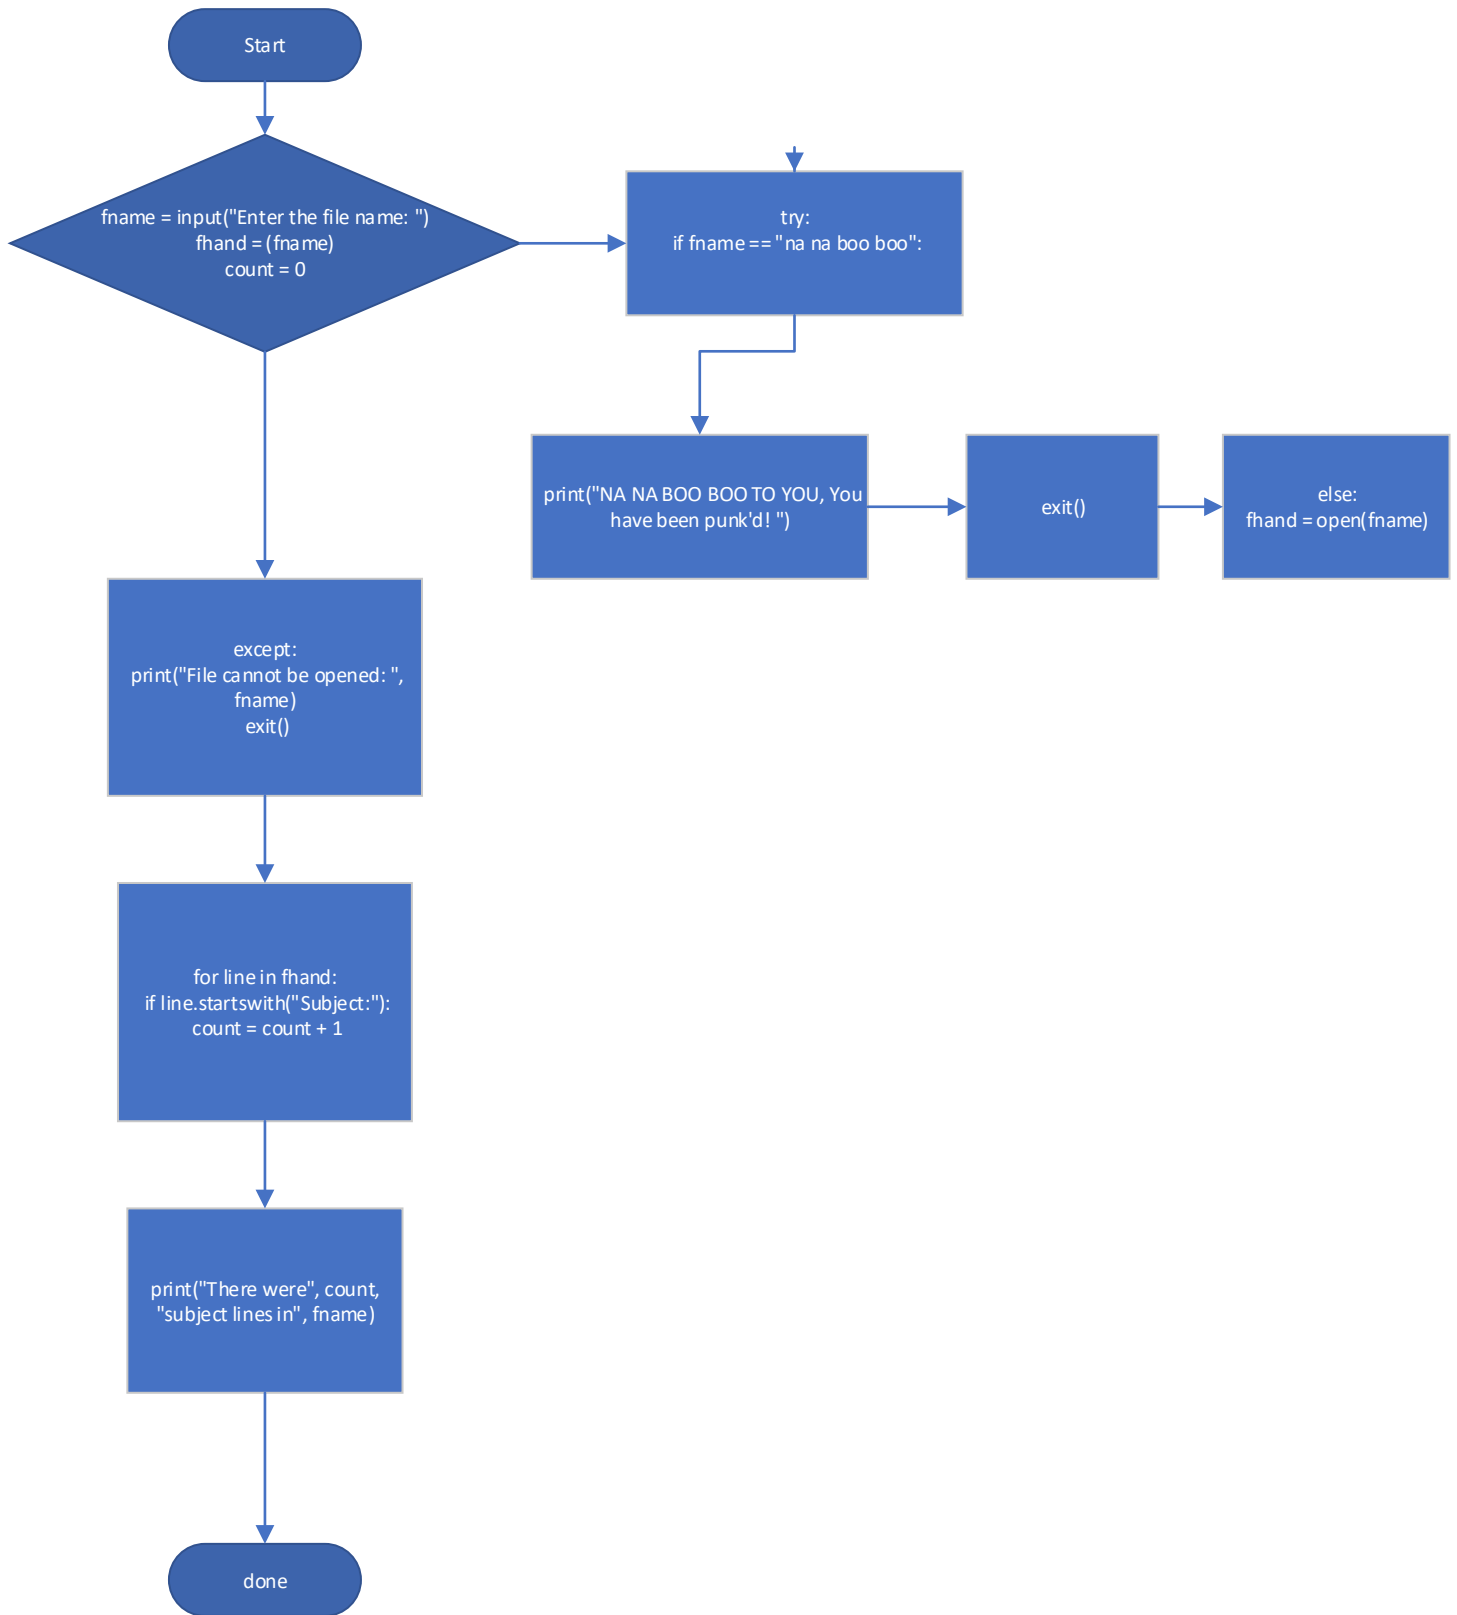 Start
fname = input("Enter the file name: ")
fhand = (fname)
count = 0
try:
if fname == "na na boo boo":
print("NA NA BOO BOO TO YOU, You
have been punk'd! ")
exit()
else:
fhand = open(fname)
except:
print("File cannot be opened: ",
fname)
exit()
for line in fhand:
if line.startswith("Subject:"):
count = count + 1
print("There were", count,
"subject lines in", fname)
done